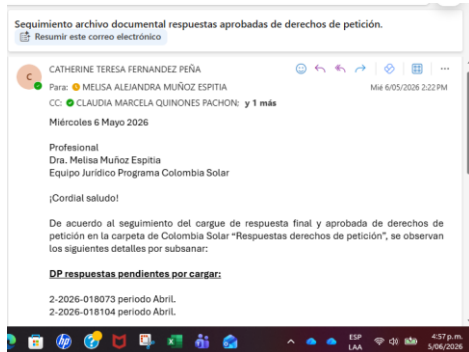 Sequimiento archivo documental respuestas aprobadas de derechos de petición.
Resumir este correo electrónico
C
CATHERINE TERESA FERNANDEZ PEÑA
Para: MELISA ALEJANDRA MUÑOZ ESPITIA
Mié 6/05/2026 2:22 PM
CC: CLAUDIA MARCELA QUINONES PACHON: y 1 más
Miércoles 6 Mayo 2026
Profesional
Dra. Melisa Muñoz Espitia
Equipo Jurídico Programa Colombia Solar
¡Cordial saludo!
De acuerdo al seguimiento del cargue de respuesta final y aprobada de derechos de
petición en la carpeta de Colombia Solar “Respuestas derechos de petición”, se observan
los siguientes detalles por subsanar:
DP respuestas pendientes por cargar:
2-2026-018073 periodo Abril.
2-2026-018104 periodo Abril.
ESP
LAA
4:57 p.m.
5/06/2026